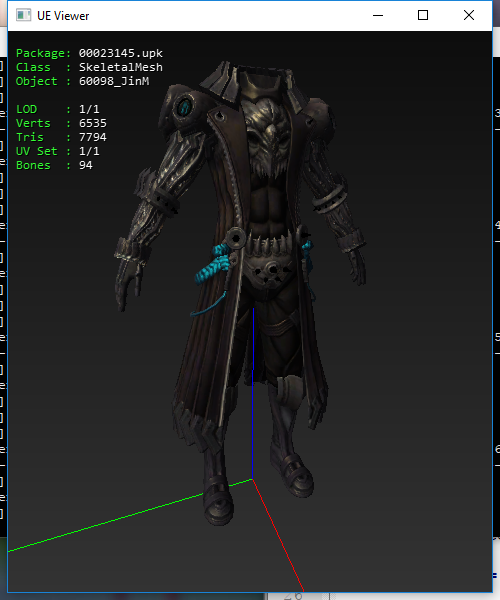 UE Viewer
Package: 00023145.upk
Class : SkeletalMesh
Object : 60098_JinM
LOD : 1/1
Verts : 6535
Tris : 7794
UV Set : 1/1
Bones : 94